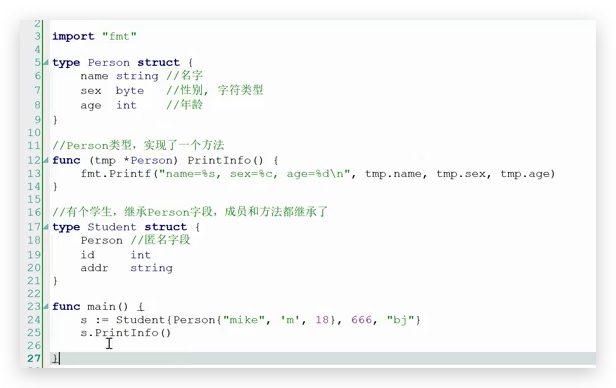 2
3 import "fmt"
4
5 type Person struct {
6 name string //名字
7 sex byte //性别, 字符类型
8 age int //年龄
9 }
10
11 //Person类型，实现了一个方法
12 func (tmp *Person) PrintInfo() {
13 fmt.Printf("name=%s, sex=%c, age=%d\n", tmp.name, tmp.sex, tmp.age)
14 }
15
16 //有个学生，继承Person字段，成员和方法都继承了
17 type Student struct {
18 Person //匿名字段
19 id int
20 addr string
21 }
22
23 func main() {
24 s := Student{Person{"mike", 'm', 18}, 666, "bj"}
25 s.PrintInfo()
26
27 }